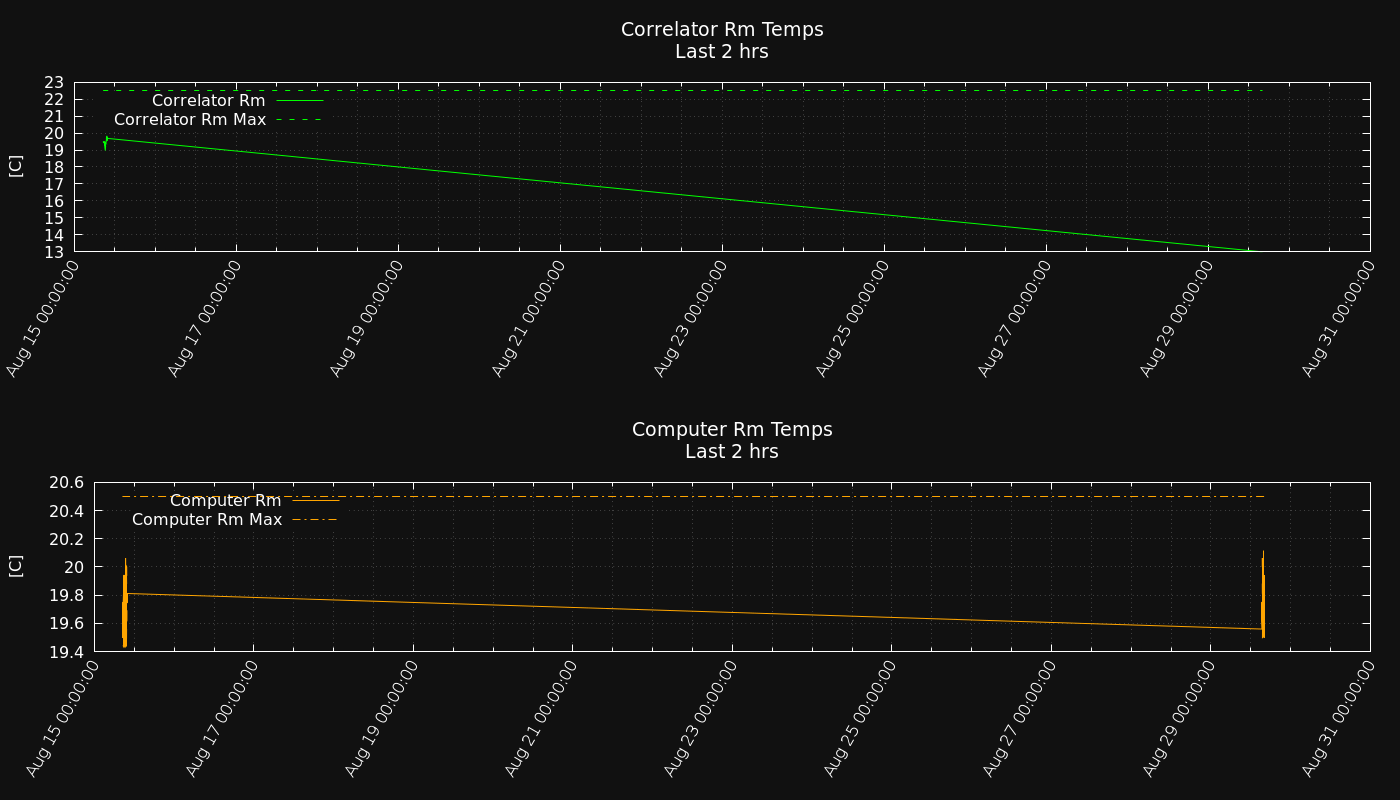 Correlator Rm Temps
Last 2 hrs
23
22
21
20
19
18
17
16
15
14
13
[C]
Correlator Rm
Correlator Rm Max
Aug 15 00:00:00
Aug 17 00:00:00
Aug 19 00:00:00
Aug 21 00:00:00
Aug 23 00:00:00
Aug 25 00:00:00
Aug 27 00:00:00
Aug 29 00:00:00
Aug 31 00:00:00
Computer Rm Temps
Last 2 hrs
20.6
20.4
20.2
20
19.8
19.6
19.4
[C]
Computer Rm
Computer Rm Max
Aug 15 00:00:00
Aug 17 00:00:00
Aug 19 00:00:00
Aug 21 00:00:00
Aug 23 00:00:00
Aug 25 00:00:00
Aug 27 00:00:00
Aug 29 00:00:00
Aug 31 00:00:00